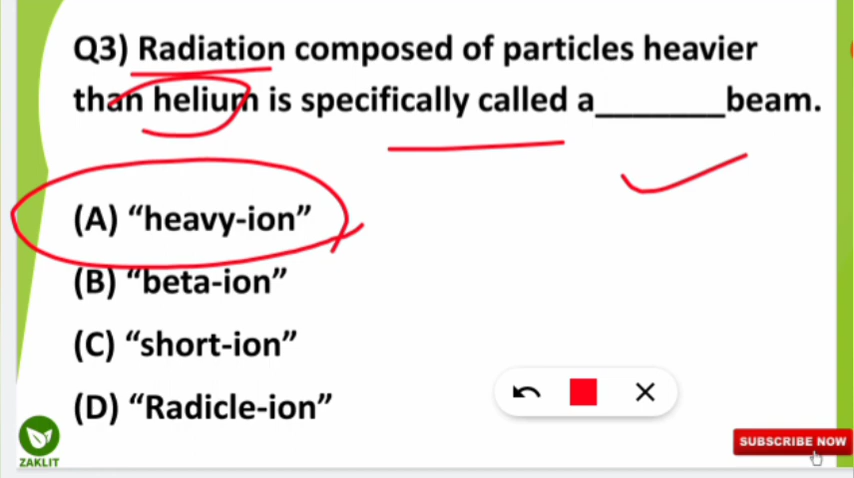 Q3) Radiation composed of particles heavier
than helium is specifically called a_______beam.
(A) “heavy-ion”
(B) “beta-ion”
(C) “short-ion”
(D) “Radicle-ion”
ZAKLIT
SUBSCRIBE NOW